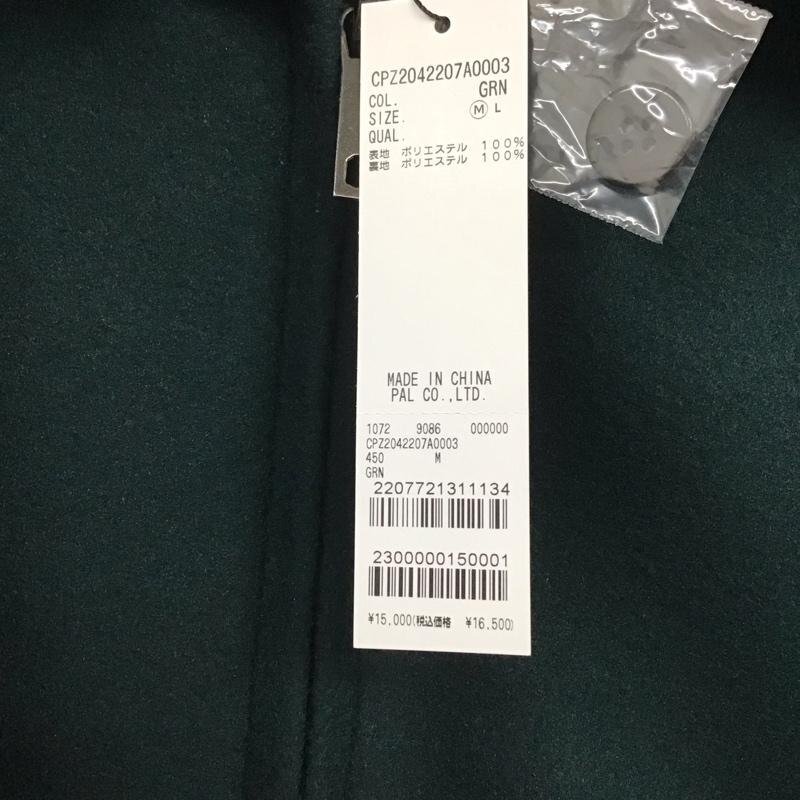 CPZ2042207A0003
COL. GRN
SIZE. Ⓜ L
QUAL.
表地 ポリエステル 100%
裏地 ポリエステル 100%
MADE IN CHINA
PAL CO.,LTD.
1072 9086 000000
CPZ2042207A0003
450 M
GRN
2207721311134
2300000150001
¥15,000(税込価格 ¥16,500)